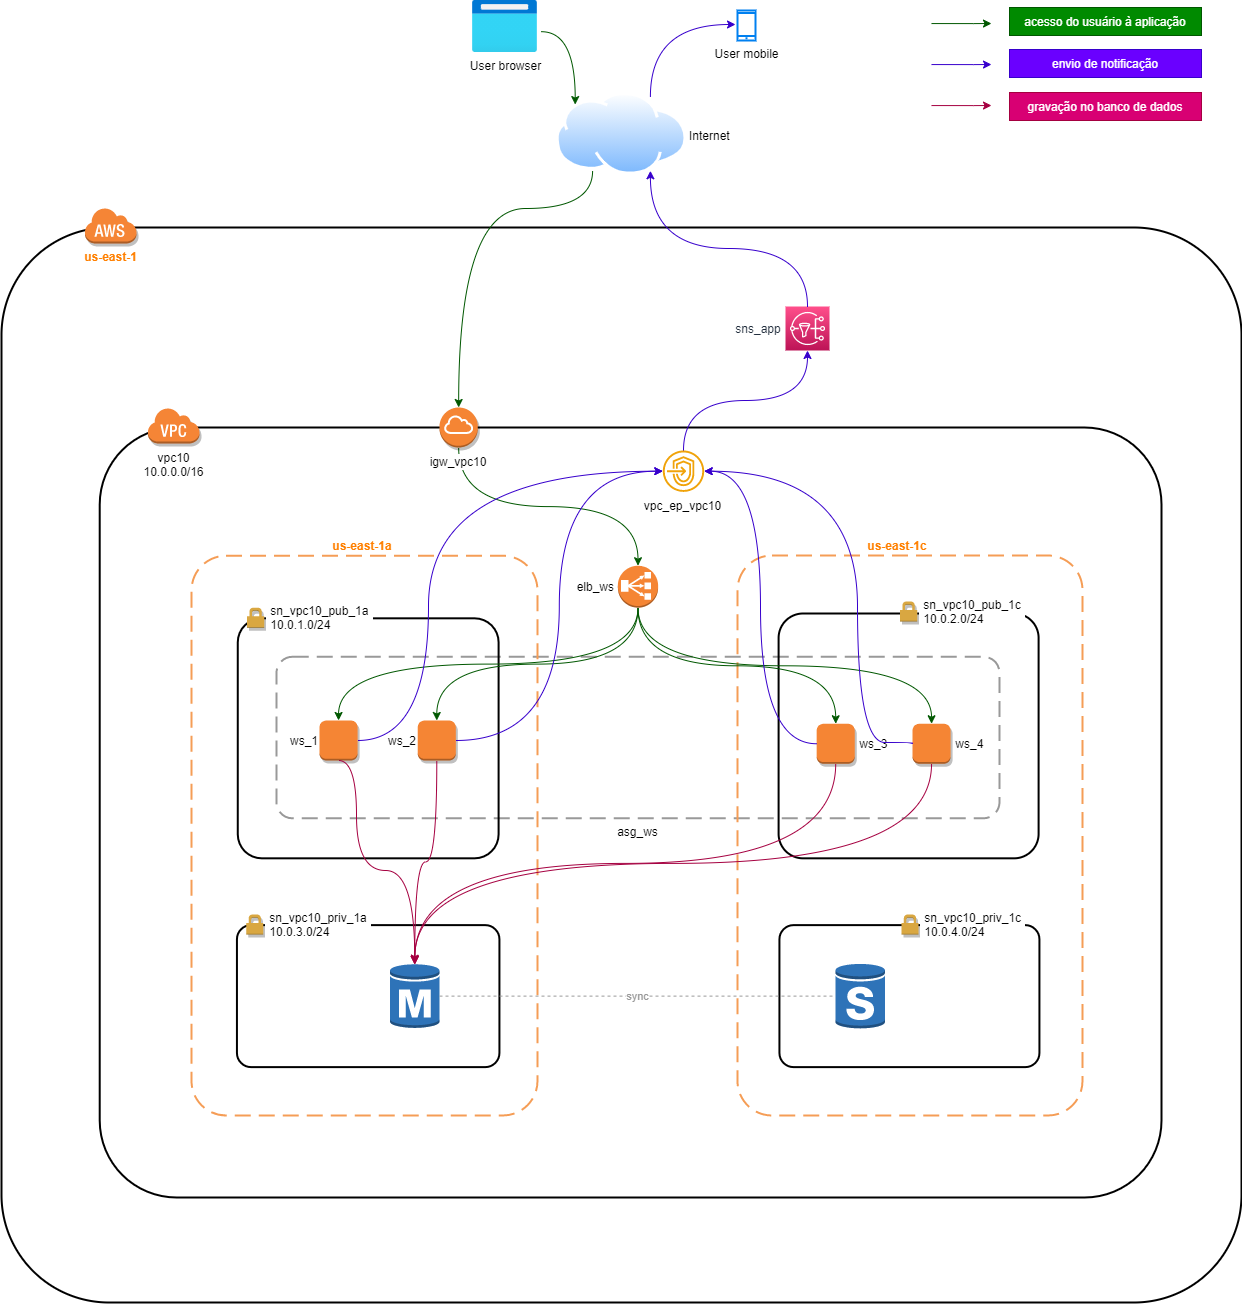 User browser
User mobile
acesso do usuário à aplicação
envio de notificação
gravação no banco de dados
Internet
AWS
us-east-1
sns_app
VPC
vpc10
10.0.0.0/16
igw_vpc10
vpc_ep_vpc10
us-east-1a
us-east-1c
elb_ws
sn_vpc10_pub_1a
10.0.1.0/24
sn_vpc10_pub_1c
10.0.2.0/24
ws_1
ws_2
ws_3
ws_4
asg_ws
sn_vpc10_priv_1a
10.0.3.0/24
sn_vpc10_priv_1c
10.0.4.0/24
M
sync
S